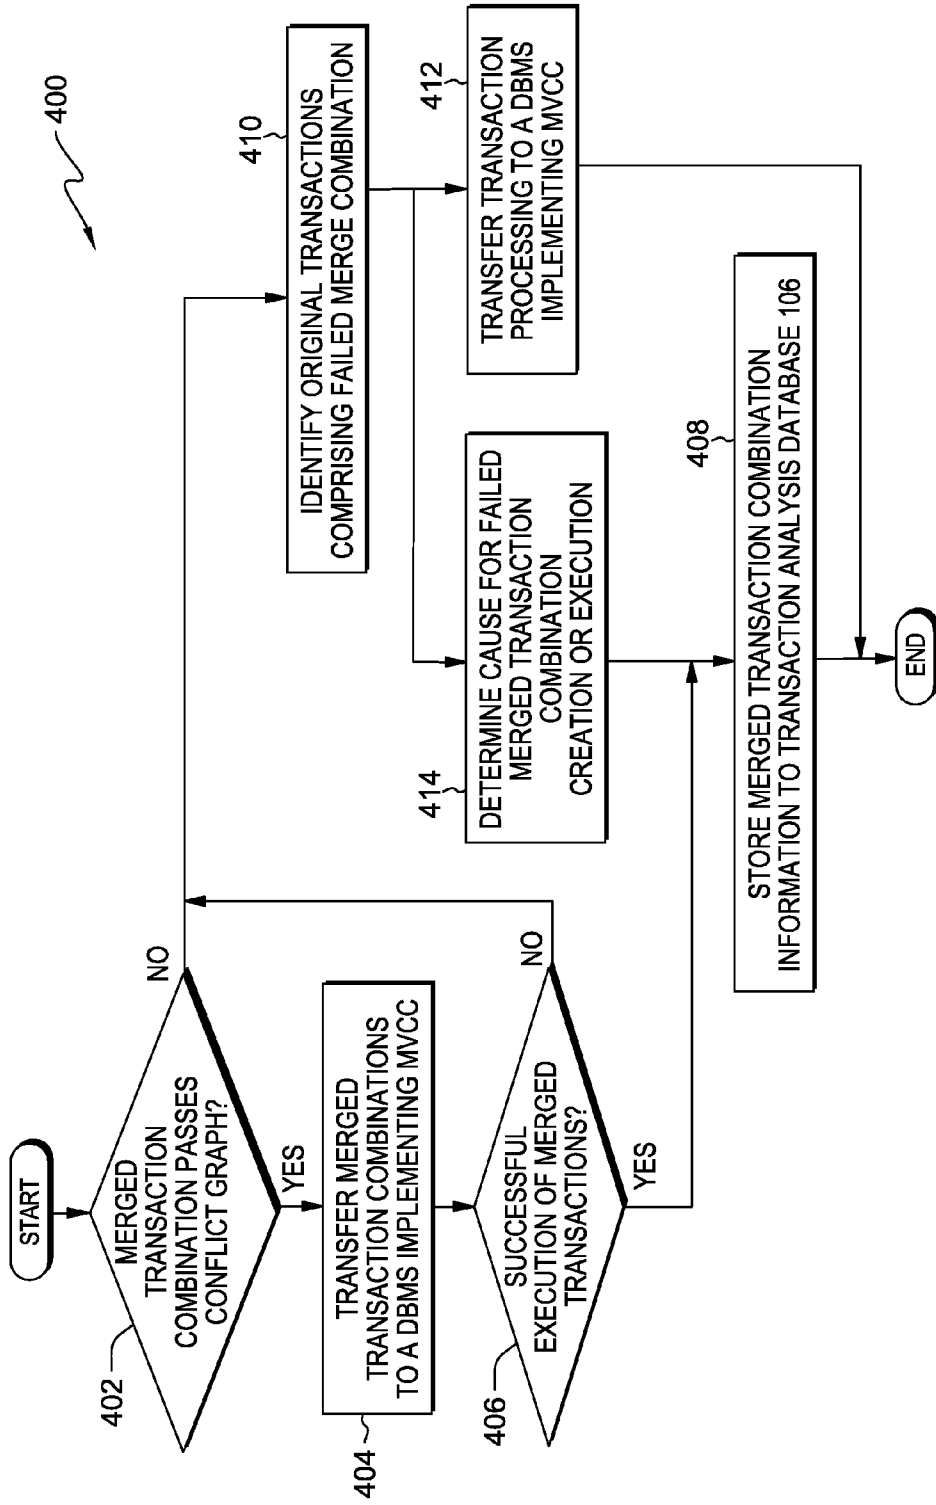 400
START
402
MERGED
TRANSACTION
COMBINATION PASSES
CONFLICT GRAPH?
NO
YES
404
TRANSFER MERGED
TRANSACTION COMBINATIONS
TO A DBMS IMPLEMENTING MVCC
406
SUCCESSFUL
EXECUTION OF MERGED
TRANSACTIONS?
NO
YES
410
IDENTIFY ORIGINAL TRANSACTIONS
COMPRISING FAILED MERGE COMBINATION
414
DETERMINE CAUSE FOR FAILED
MERGED TRANSACTION
COMBINATION
CREATION OR EXECUTION
412
TRANSFER TRANSACTION
PROCESSING TO A DBMS
IMPLEMENTING MVCC
408
STORE MERGED TRANSACTION COMBINATION
INFORMATION TO TRANSACTION ANALYSIS DATABASE 106
END